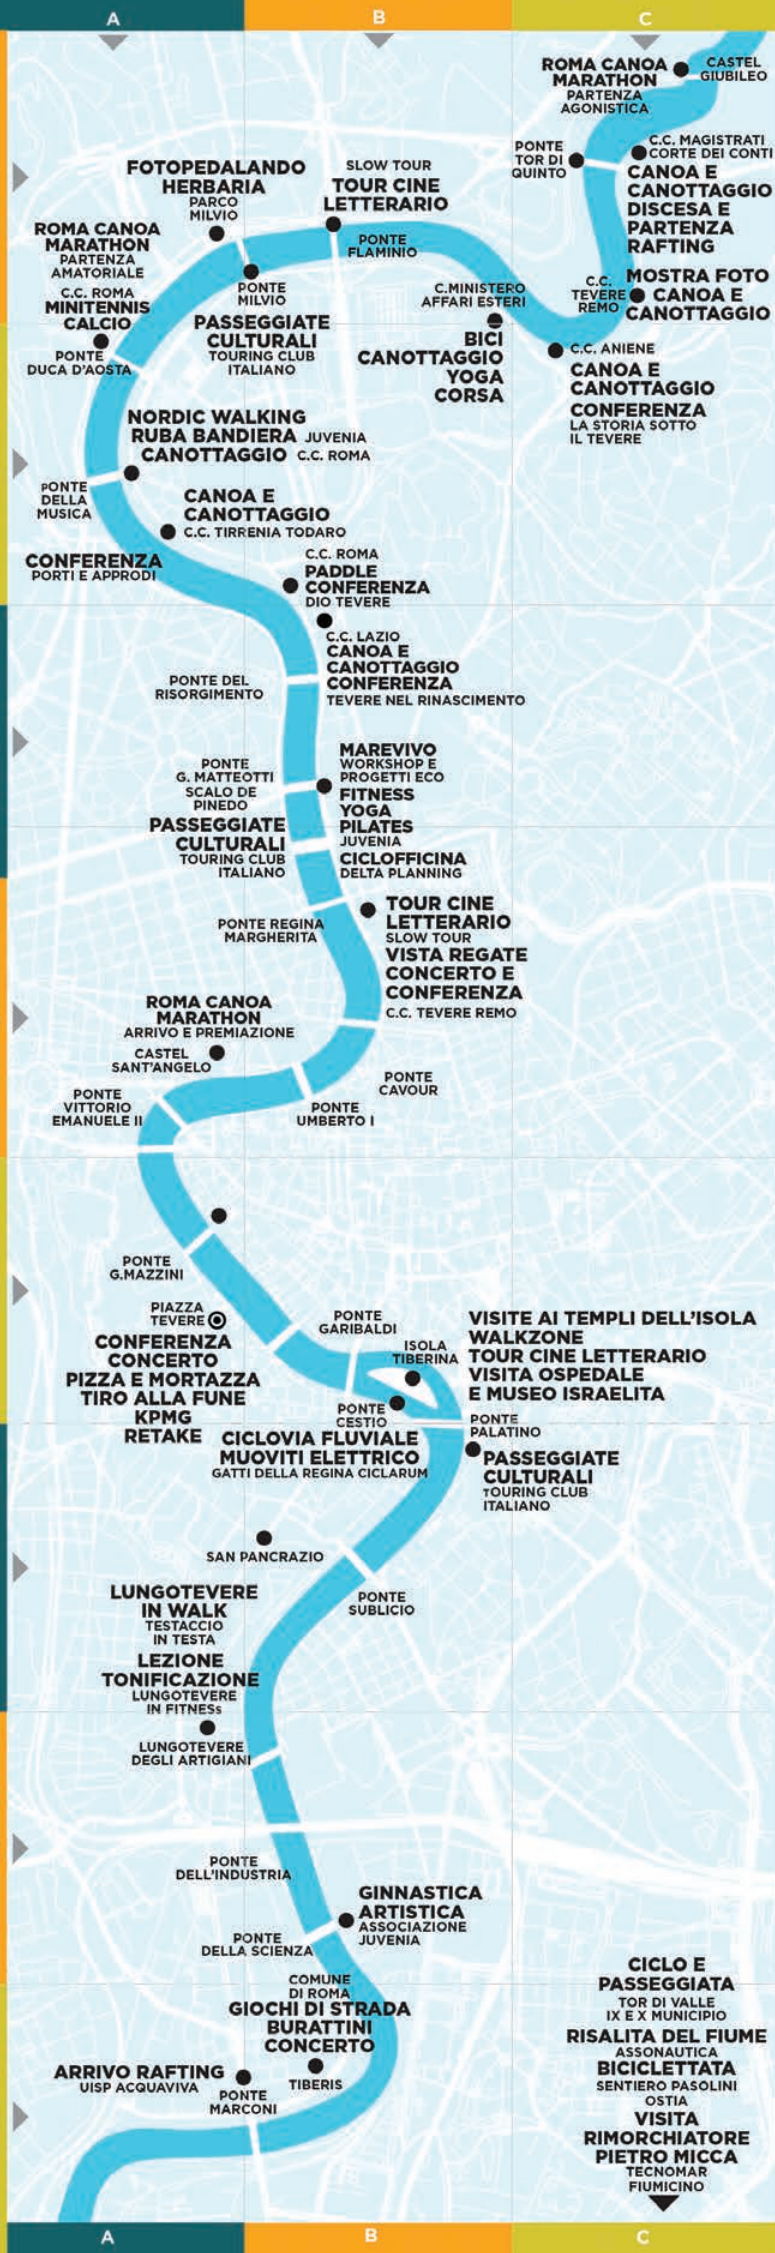 A
B
C
ROMA CANOA
MARATHON
PARTENZA
AGONISTICA
CASTEL
GIUBILEO
PONTE
TOR DI
QUINTO
C.C. MAGISTRATI
CORTE DEI CONTI
CANOA E
CANOTTAGGIO
DISCESA E
PARTENZA
RAFTING
FOTOPEDALANDO
HERBARIA
PARCO
MILVIO
SLOW TOUR
TOUR CINE
LETTERARIO
PONTE
FLAMINIO
ROMA CANOA
MARATHON
PARTENZA
AMATORIALE
C.C. ROMA
MINITENNIS
CALCIO
PONTE
DUCA D'AOSTA
PONTE
MILVIO
PASSEGGIATE
CULTURALI
TOURING CLUB
ITALIANO
C.MINISTERO
AFFARI ESTERI
BICI
CANOTTAGGIO
YOGA
CORSA
C.C.
TEVERE
REMO
MOSTRA FOTO
CANOA E
CANOTTAGGIO
C.C. ANIENE
CANOA E
CANOTTAGGIO
CONFERENZA
LA STORIA SOTTO
IL TEVERE
NORDIC WALKING
RUBA BANDIERA JUVENIA
CANOTTAGGIO C.C. ROMA
PONTE
DELLA
MUSICA
CANOA E
CANOTTAGGIO
C.C. TIRRENIA TODARO
CONFERENZA
PORTI E APPRODI
C.C. ROMA
PADDLE
CONFERENZA
DIO TEVERE
C.C. LAZIO
CANOA E
CANOTTAGGIO
CONFERENZA
TEVERE NEL RINASCIMENTO
PONTE DEL
RISORGIMENTO
PONTE
G. MATTEOTTI
SCALO DE
PINEDO
PASSEGGIATE
CULTURALI
TOURING CLUB
ITALIANO
MAREVIVO
WORKSHOP E
PROGETTI ECO
FITNESS
YOGA
PILATES
JUVENIA
CICLOFFICINA
DELTA PLANNING
PONTE REGINA
MARGHERITA
TOUR CINE
LETTERARIO
SLOW TOUR
VISTA REGATE
CONCERTO E
CONFERENZA
C.C. TEVERE REMO
ROMA CANOA
MARATHON
ARRIVO E PREMIAZIONE
CASTEL
SANT'ANGELO
PONTE
VITTORIO
EMANUELE II
PONTE
CAVOUR
PONTE
UMBERTO I
PONTE
G.MAZZINI
PIAZZA
TEVERE
CONFERENZA
CONCERTO
PIZZA E MORTAZZA
TIRO ALLA FUNE
KPMG
RETAKE
PONTE
GARIBALDI
ISOLA
TIBERINA
VISITE AI TEMPLI DELL'ISOLA
WALKZONE
TOUR CINE LETTERARIO
VISITA OSPEDALE
E MUSEO ISRAELITA
PONTE
CESTIO
CICLOVIA FLUVIALE
MUOVITI ELETTRICO
GATTI DELLA REGINA CICLARUM
PONTE
PALATINO
PASSEGGIATE
CULTURALI
TOURING CLUB
ITALIANO
SAN PANCRAZIO
PONTE
SUBLICIO
LUNGOTEVERE
IN WALK
TESTACCIO
IN TESTA
LEZIONE
TONIFICAZIONE
LUNGOTEVERE
IN FITNESs
LUNGOTEVERE
DEGLI ARTIGIANI
PONTE
DELL'INDUSTRIA
GINNASTICA
ARTISTICA
ASSOCIAZIONE
JUVENIA
PONTE
DELLA SCIENZA
COMUNE
DI ROMA
GIOCHI DI STRADA
BURATTINI
CONCERTO
TIBERIS
ARRIVO RAFTING
UISP ACQUAVIVA
PONTE
MARCONI
CICLO E
PASSEGGIATA
TOR DI VALLE
IX E X MUNICIPIO
RISALITA DEL FIUME
ASSONAUTICA
BICICLETTATA
SENTIERO PASOLINI
OSTIA
VISITA
RIMORCHIATORE
PIETRO MICCA
TECNOMAR
FIUMICINO
A
B
C